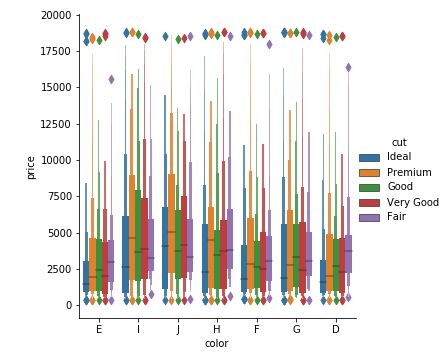 20000
17500
15000
12500
10000
7500
5000
2500
0
price
E I J H F G D
color
cut
Ideal
Premium
Good
Very Good
Fair